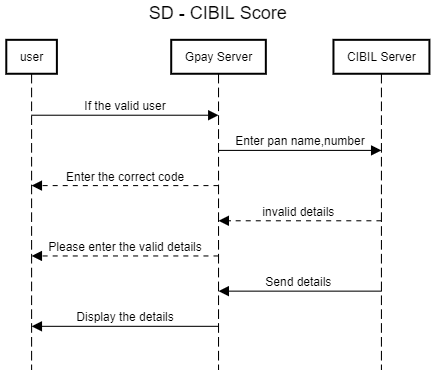 SD - CIBIL Score
user
Gpay Server
CIBIL Server
If the valid user
Enter pan name,number
Enter the correct code
invalid details
Please enter the valid details
Send details
Display the details